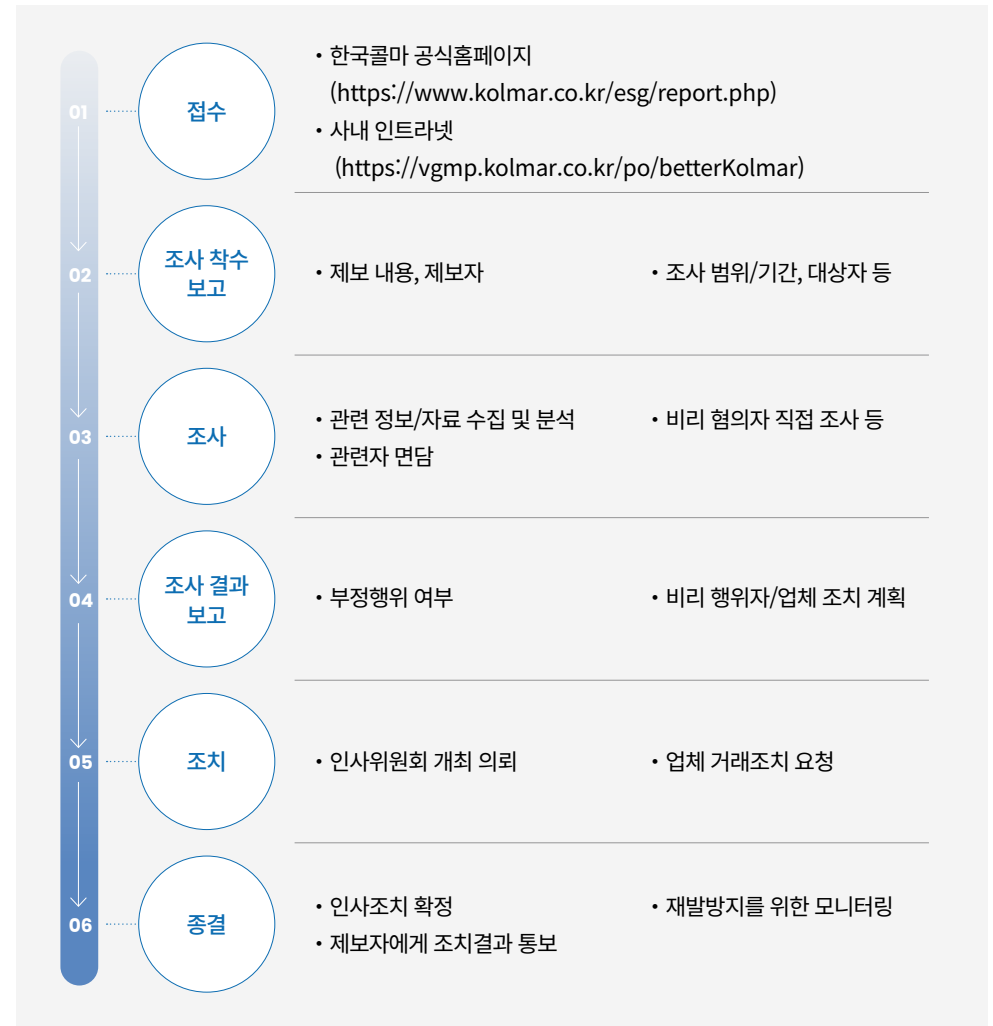 01
접수
• 한국콜마 공식홈페이지
(https://www.kolmar.co.kr/esg/report.php)
• 사내 인트라넷
(https://vgmp.kolmar.co.kr/po/betterKolmar)
02
조사 착수
보고
• 제보 내용, 제보자
• 조사 범위/기간, 대상자 등
03
조사
• 관련 정보/자료 수집 및 분석
• 관련자 면담
• 비리 혐의자 직접 조사 등
04
조사 결과
보고
• 부정행위 여부
• 비리 행위자/업체 조치 계획
05
조치
• 인사위원회 개최 의뢰
• 업체 거래조치 요청
06
종결
• 인사조치 확정
• 제보자에게 조치결과 통보
• 재발방지를 위한 모니터링